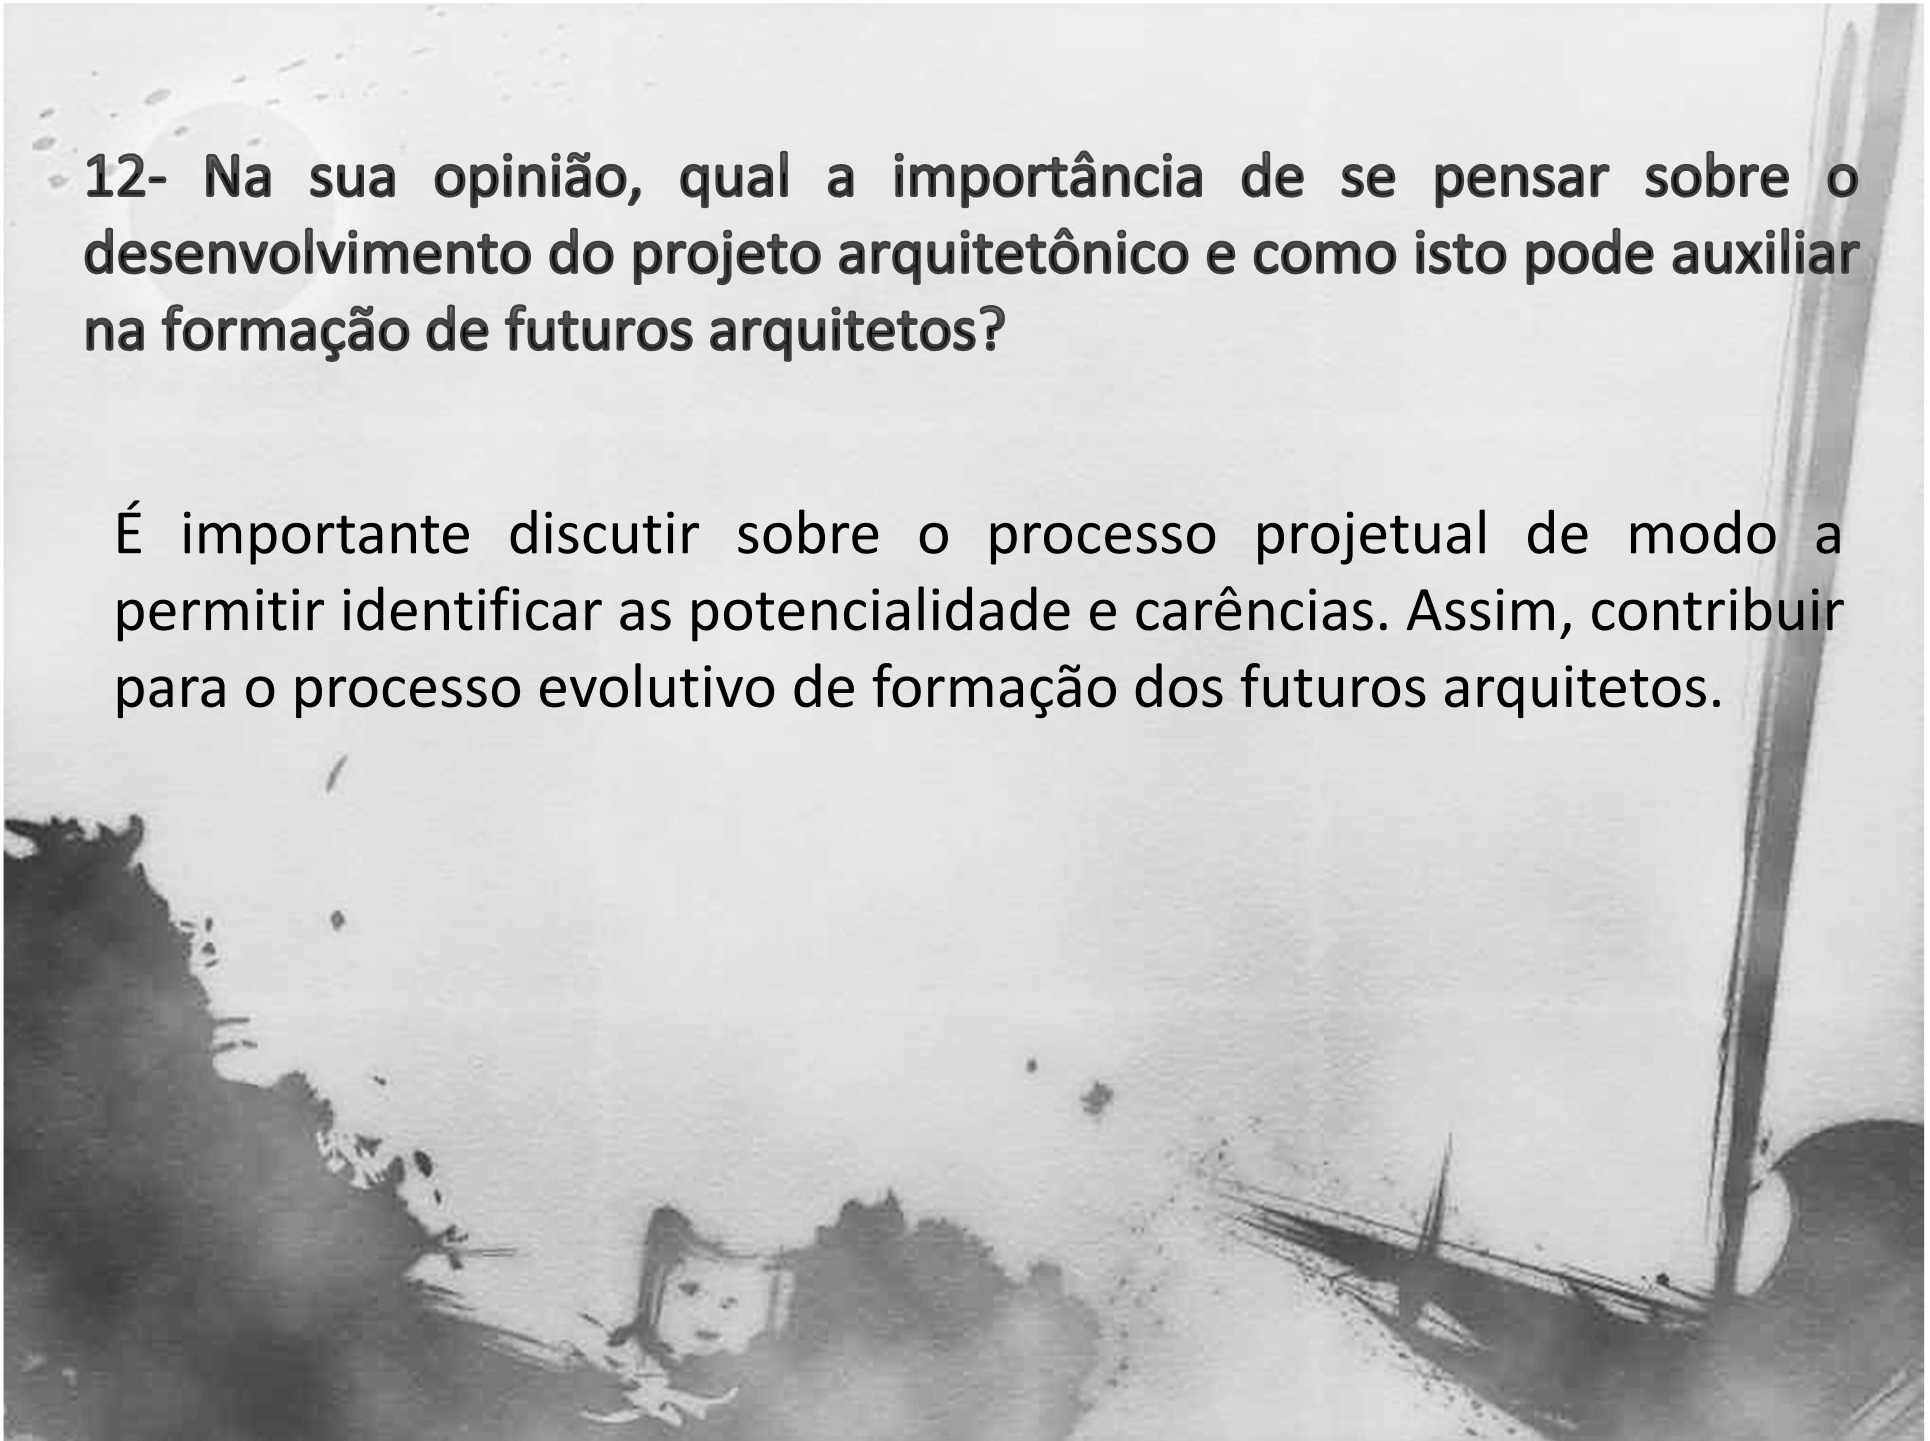 12- Na sua opinião, qual a importância de se pensar sobre o
desenvolvimento do projeto arquitetônico e como isto pode auxiliar
na formação de futuros arquitetos?
É importante discutir sobre o processo projetual de modo a
permitir identificar as potencialidade e carências. Assim, contribuir
para o processo evolutivo de formação dos futuros arquitetos.